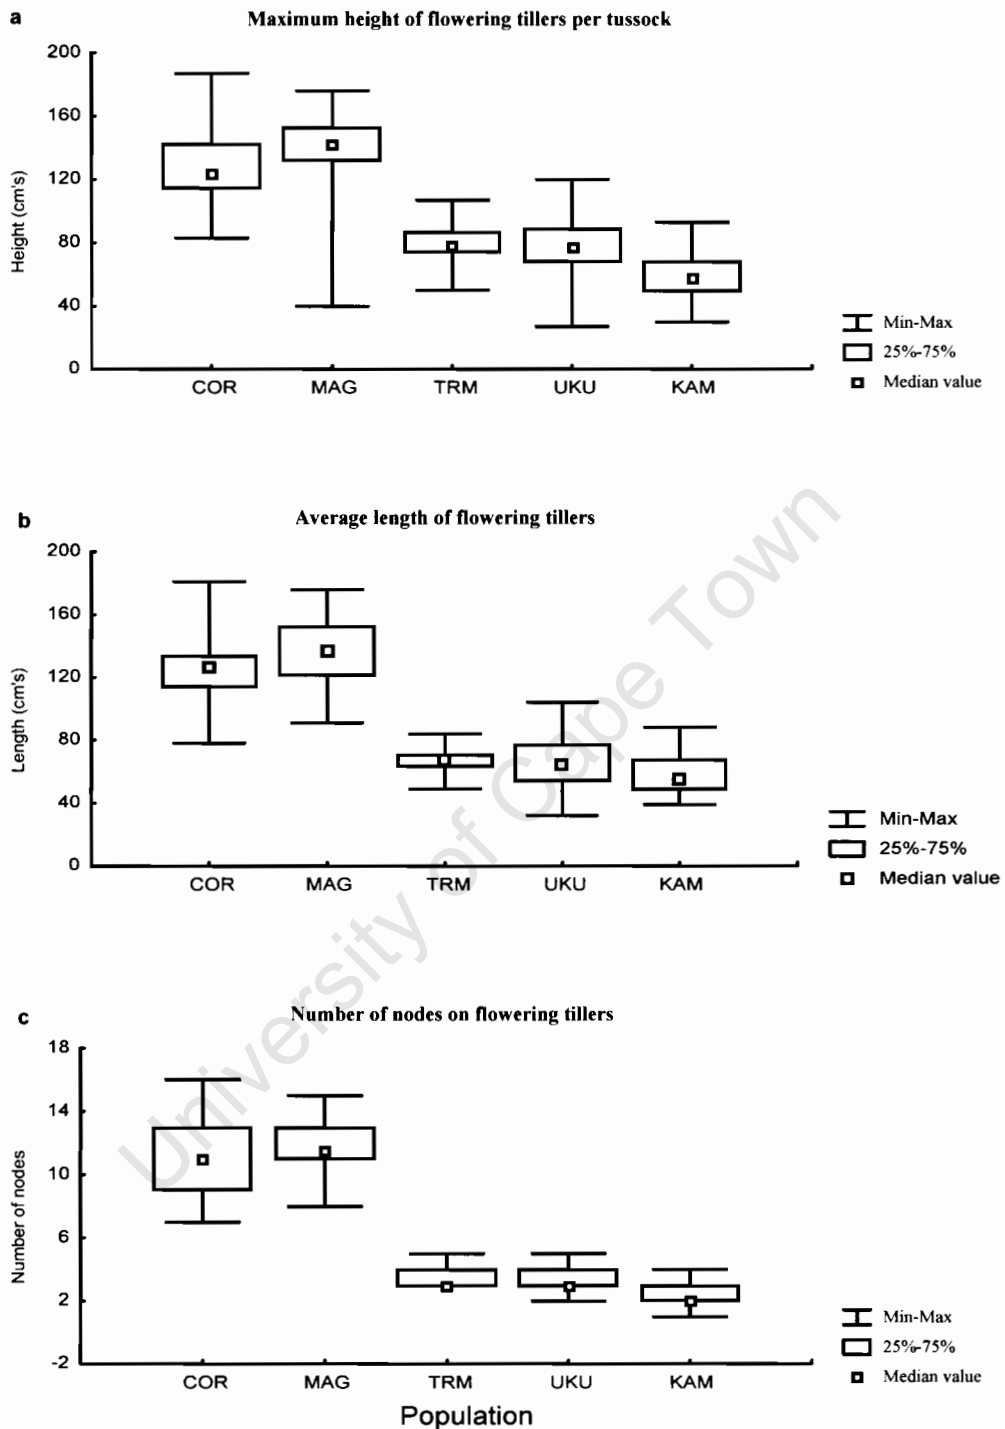 a
Maximum height of flowering tillers per tussock
200
160
120
80
40
0
Height (cm's)
COR MAG TRM UKU KAM
Min-Max
25%-75%
Median value
b
Average length of flowering tillers
200
160
120
80
40
0
Length (cm's)
COR MAG TRM UKU KAM
Min-Max
25%-75%
Median value
c
Number of nodes on flowering tillers
18
14
10
6
2
-2
Number of nodes
COR MAG TRM UKU KAM
Min-Max
25%-75%
Median value
Population
University of Cape Town